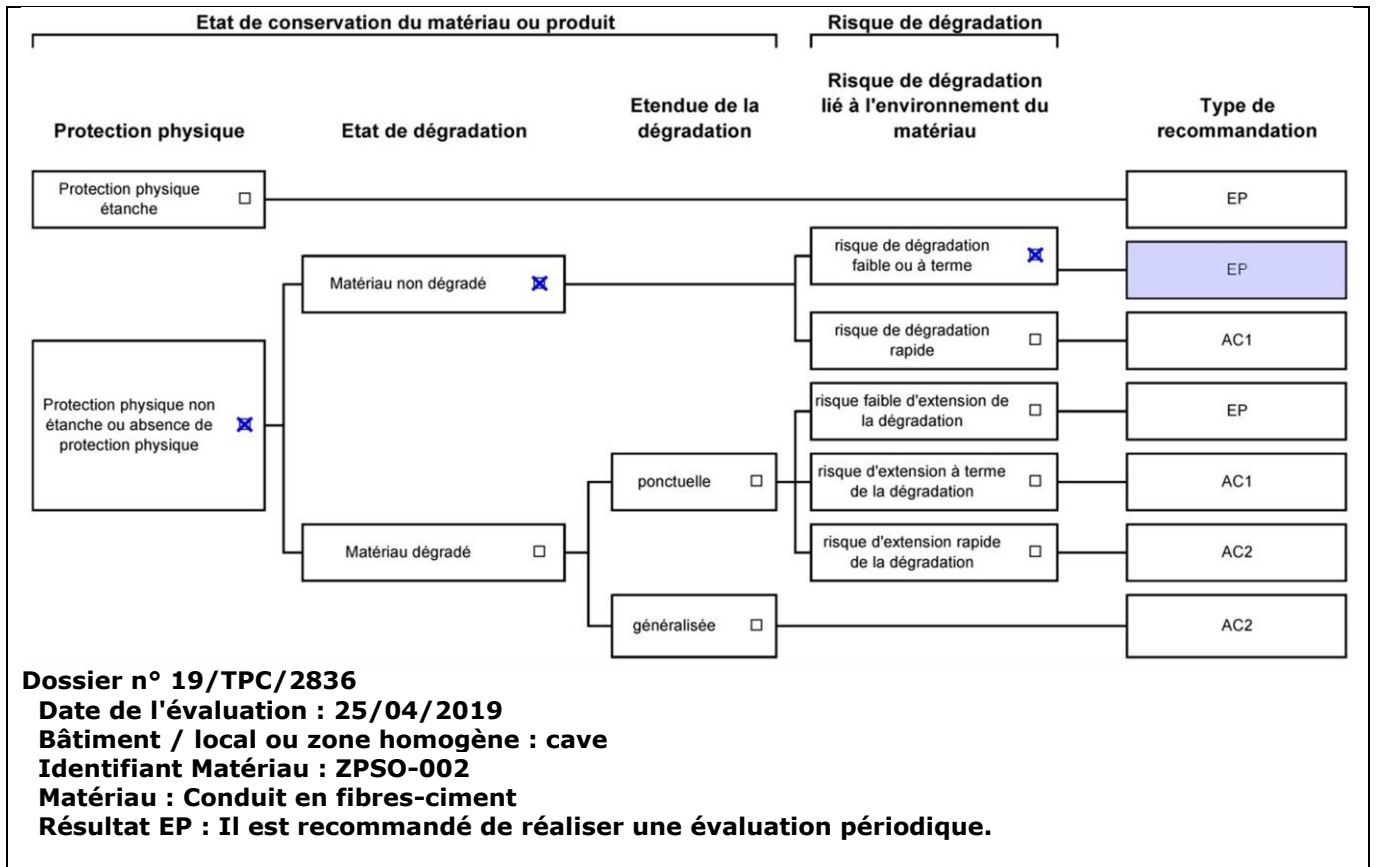 Etat de conservation du matériau ou produit
Risque de dégradation
Protection physique
Etat de dégradation
Etendue de la
dégradation
Risque de dégradation
lié à l'environnement du
matériau
Type de
recommandation
Protection physique
étanche
EP
risque de dégradation
faible ou à terme
EP
Matériau non dégradé
risque de dégradation
rapide
AC1
Protection physique non
étanche ou absence de
protection physique
risque faible d'extension de
la dégradation
EP
ponctuelle
risque d'extension à terme
de la dégradation
AC1
Matériau dégradé
risque d'extension rapide
de la dégradation
AC2
généralisée
AC2
Dossier n° 19/TPC/2836
Date de l'évaluation : 25/04/2019
Bâtiment / local ou zone homogène : cave
Identifiant Matériau : ZPSO-002
Matériau : Conduit en fibres-ciment
Résultat EP : Il est recommandé de réaliser une évaluation périodique.